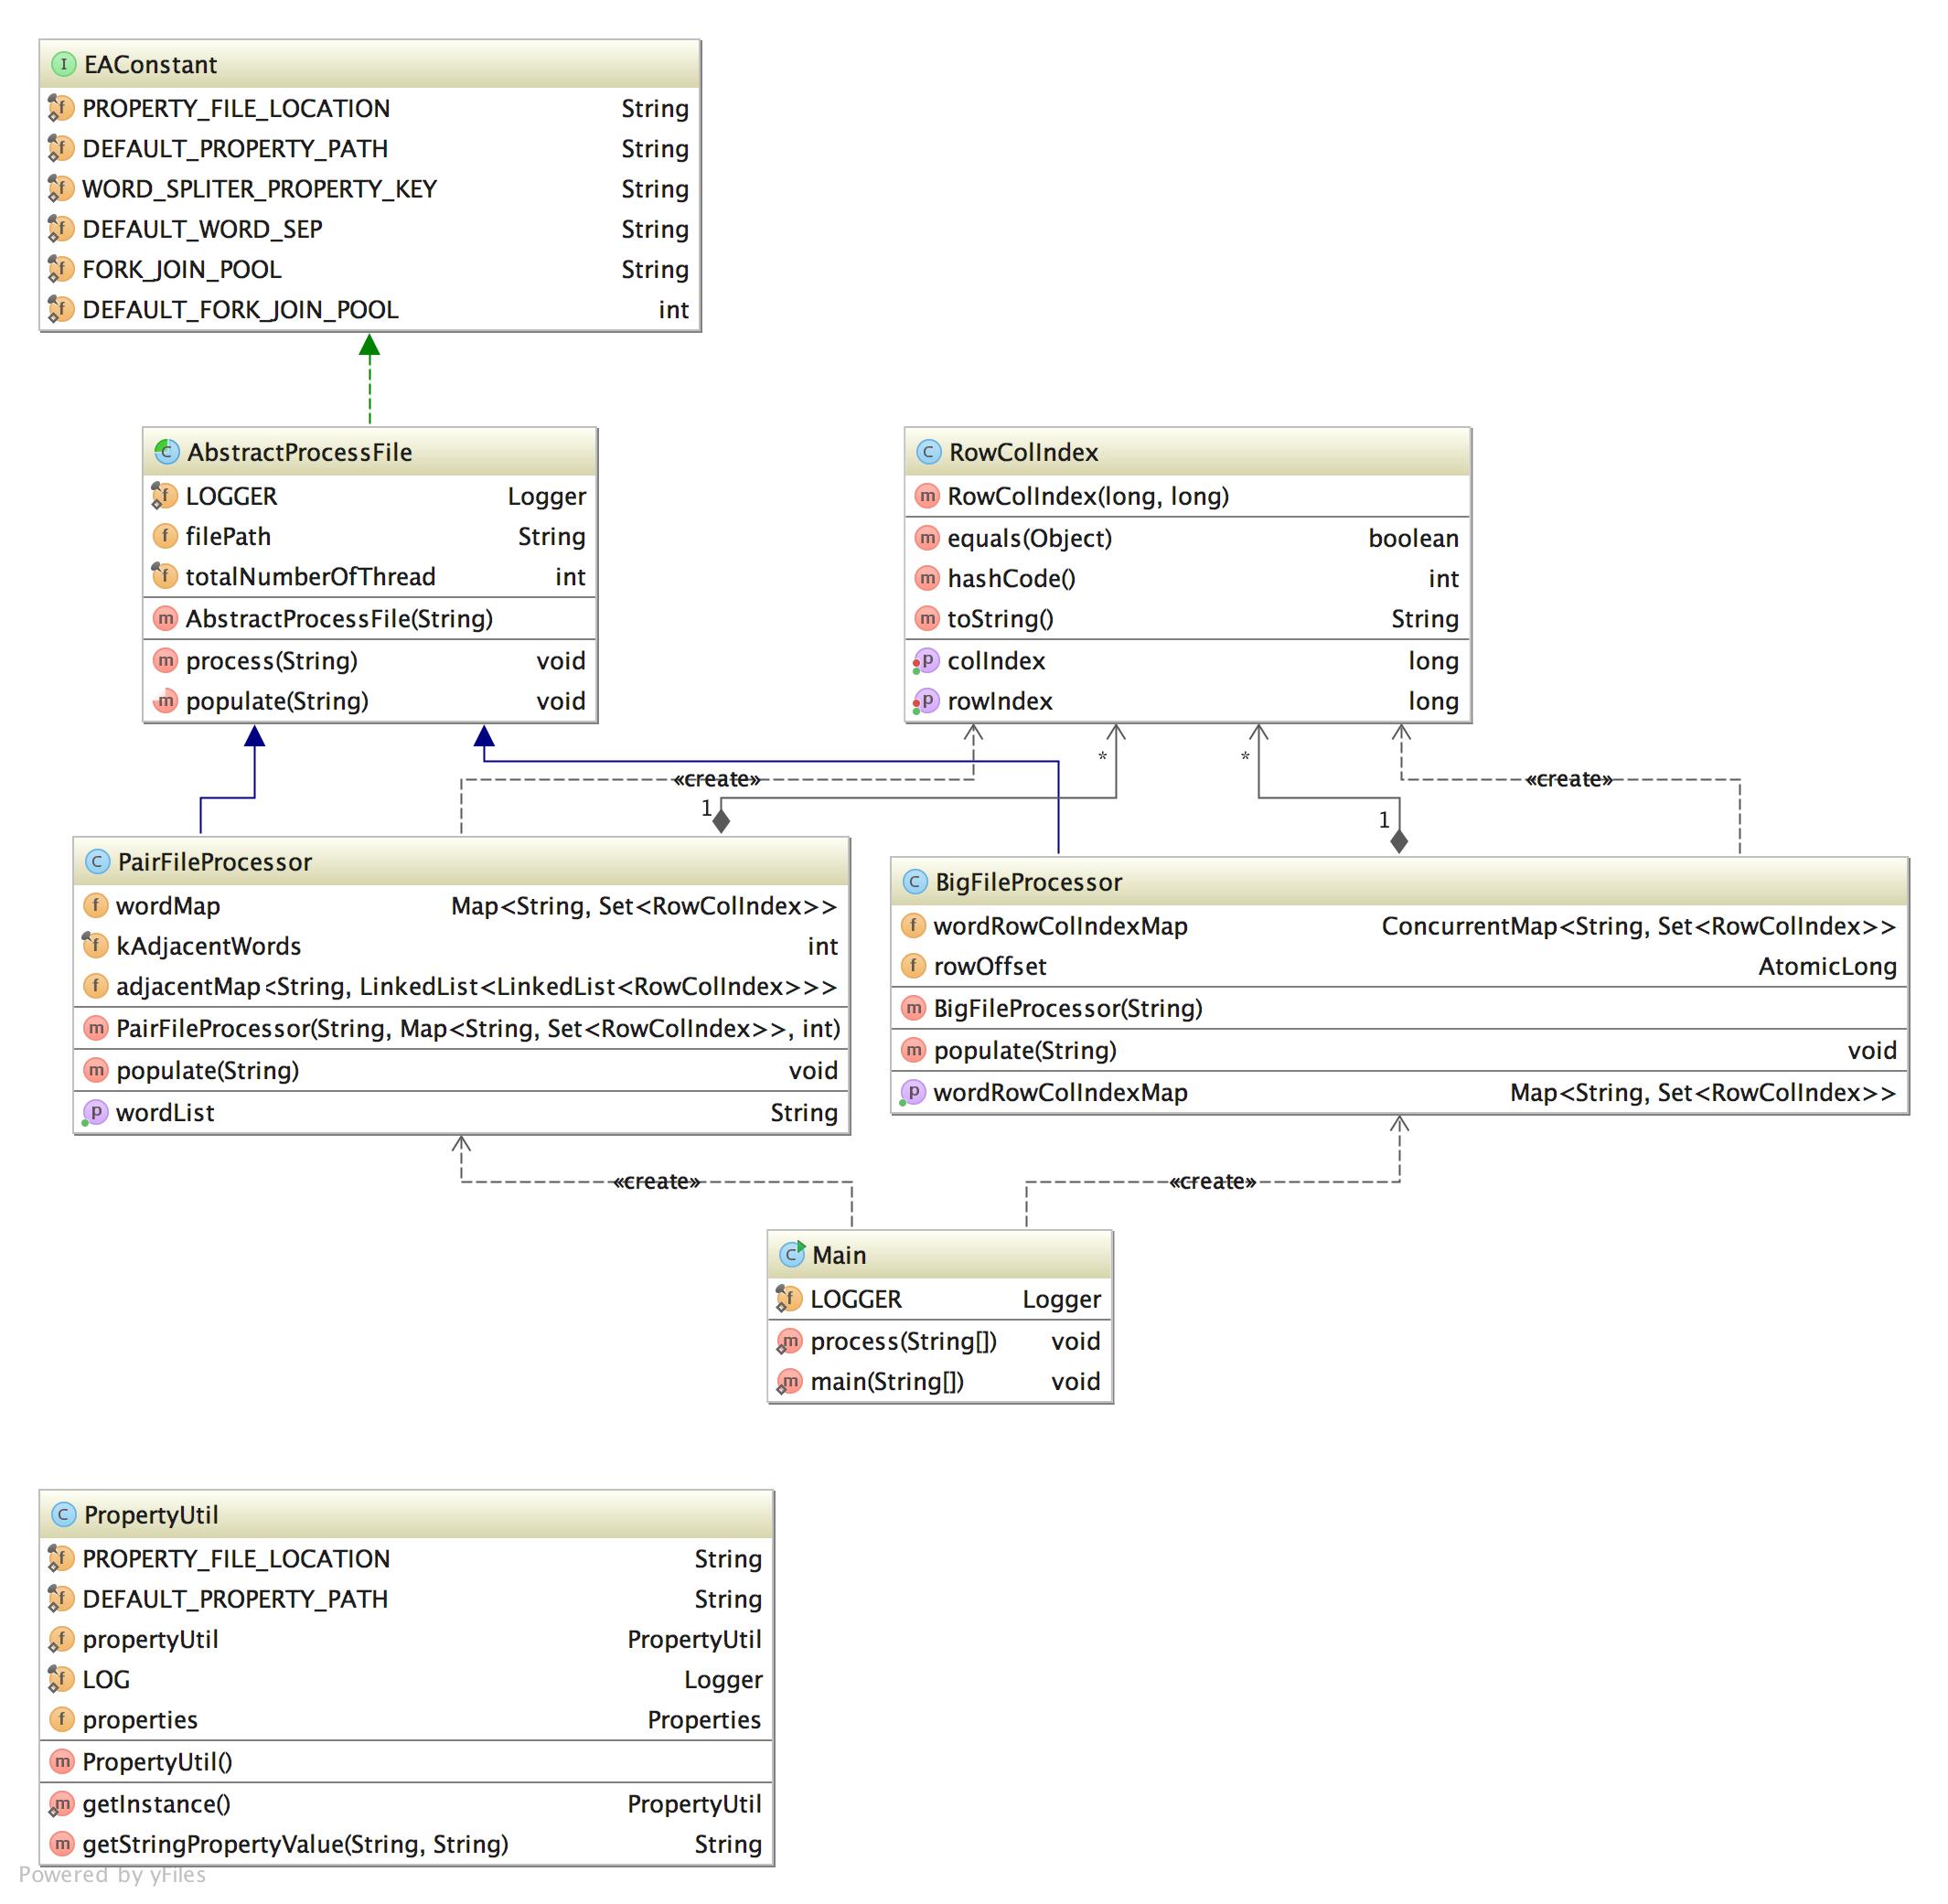 I EAConstant
f PROPERTY_FILE_LOCATION String
f DEFAULT_PROPERTY_PATH String
f WORD_SPLITER_PROPERTY_KEY String
f DEFAULT_WORD_SEP String
f FORK_JOIN_POOL String
f DEFAULT_FORK_JOIN_POOL int
C AbstractProcessFile
f LOGGER Logger
f filePath String
f totalNumberOfThread int
m AbstractProcessFile(String)
m process(String) void
m populate(String) void
C RowColIndex
m RowColIndex(long, long)
m equals(Object) boolean
m hashCode() int
m toString() String
p colIndex long
p rowIndex long
* *
«create» «create»
1 1
C PairFileProcessor
f wordMap Map<String, Set<RowColIndex>>
f kAdjacentWords int
f adjacentMap<String, LinkedList<LinkedList<RowColIndex>>>
m PairFileProcessor(String, Map<String, Set<RowColIndex>>, int)
m populate(String) void
p wordList String
C BigFileProcessor
f wordRowColIndexMap ConcurrentMap<String, Set<RowColIndex>>
f rowOffset AtomicLong
m BigFileProcessor(String)
m populate(String) void
p wordRowColIndexMap Map<String, Set<RowColIndex>>
«create» «create»
C Main
f LOGGER Logger
m process(String[]) void
m main(String[]) void
C PropertyUtil
f PROPERTY_FILE_LOCATION String
f DEFAULT_PROPERTY_PATH String
f propertyUtil PropertyUtil
f LOG Logger
f properties Properties
m PropertyUtil()
m getInstance() PropertyUtil
m getStringPropertyValue(String, String) String
Powered by yFiles